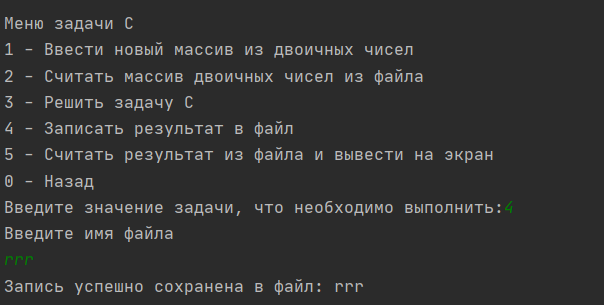 Меню задачи С
1 – Ввести новый массив из двоичных чисел
2 – Считать массив двоичных чисел из файла
3 – Решить задачу С
4 – Записать результат в файл
5 – Считать результат из файла и вывести на экран
0 – Назад
Введите значение задачи, что необходимо выполнить:4
Введите имя файла
rrr
Запись успешно сохранена в файл: rrr